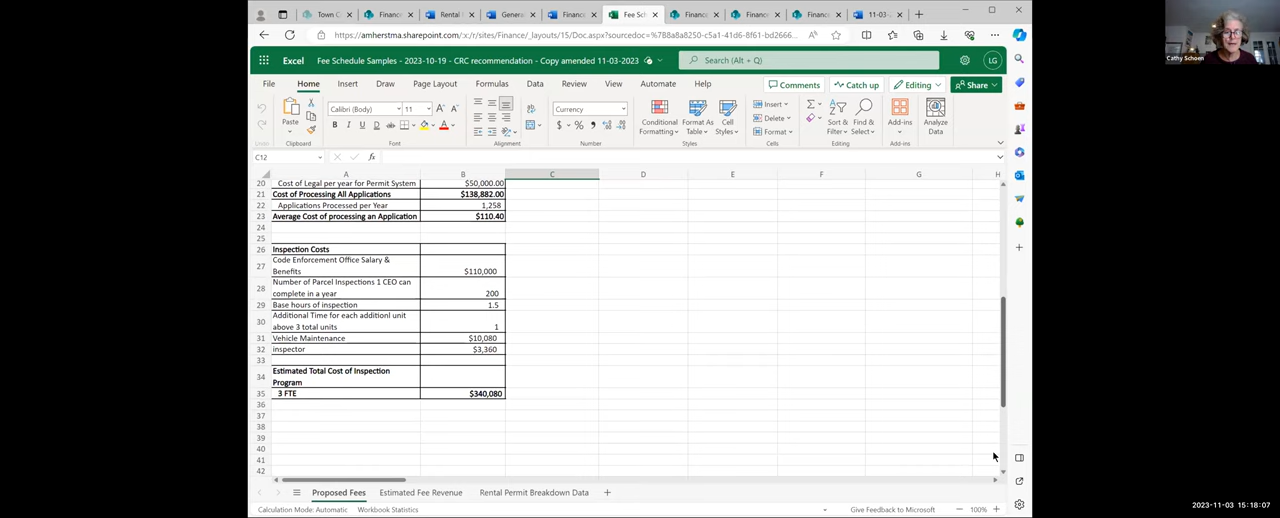 Town C
Finance
Rental
Genera
Finance
Fee Sch
Finance
Finance
Finance
11-03-
https://amherstma.sharepoint.com/:x:/r/sites/Finance/_layouts/15/Doc.aspx?sourcedoc=%7B8a8a8250-c5a1-41d6-8f61-bd2666...
Excel
Fee Schedule Samples - 2023-10-19 - CRC recommendation - Copy amended 11-03-2023
Search (Alt + Q)
LG
File Home Insert Draw Page Layout Formulas Data Review View Automate Help
Comments
Catch up
Editing
Share
Paste
Clipboard
Calibri (Body) 11
B I U D ab
Font
Alignment
Currency
$ % 9
Number
Conditional Formatting
Format As Table
Cell Styles
Styles
Insert
Delete
Format
Cells
Sort & Filter
Find & Select
Editing
Add-ins
Add-ins
Analyze Data
C12
fx
A B C D E F G H
20 Cost of Legal per year for Permit System $50,000.00
21 Cost of Processing All Applications $138,882.00
22 Applications Processed per Year 1,258
23 Average Cost of processing an Application $110.40
24
25
26 Inspection Costs
Code Enforcement Office Salary &
27 Benefits $110,000
Number of Parcel Inspections 1 CEO can
28 complete in a year 200
29 Base hours of inspection 1.5
Additional Time for each additionl unit
30 above 3 total units 1
31 Vehicle Maintenance $10,080
32 inspector $3,360
33
Estimated Total Cost of Inspection
34 Program
35 3 FTE $340,080
36
37
38
39
40
41
42
Proposed Fees
Estimated Fee Revenue
Rental Permit Breakdown Data
Calculation Mode: Automatic Workbook Statistics
Give Feedback to Microsoft
100%
Cathy Schoen
2023-11-03 15:18:07